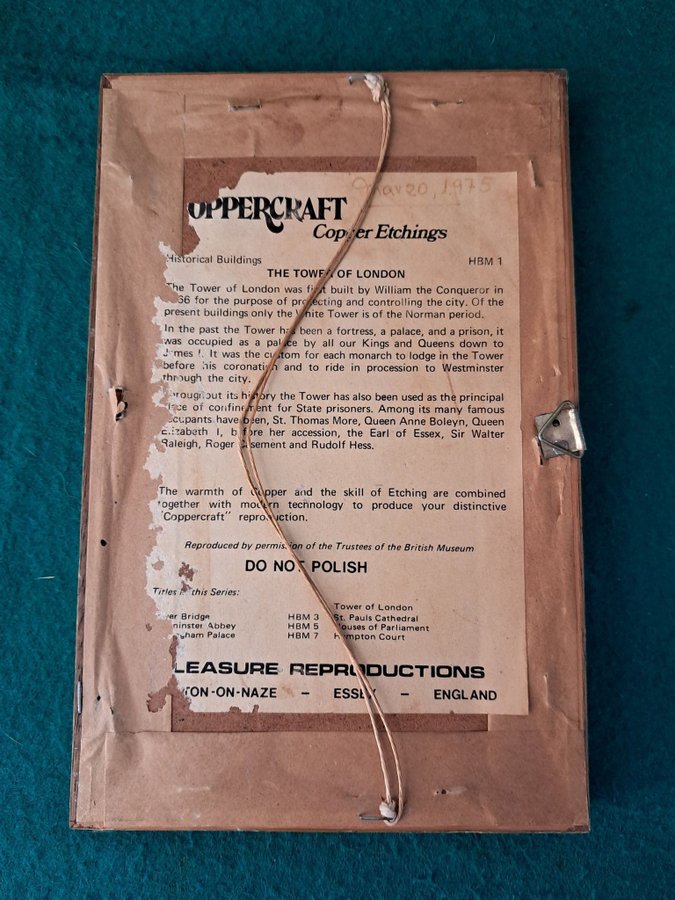 Marzo, 1975
OPPERCRAFT
Copper Etchings
Historical Buildings HBM 1
THE TOWER OF LONDON
The Tower of London was first built by William the Conqueror in
66 for the purpose of protecting and controlling the city. Of the
present buildings only the White Tower is of the Norman period.
In the past the Tower has been a fortress, a palace, and a prison, it
was occupied as a palace by all our Kings and Queens down to
James I. It was the custom for each monarch to lodge in the Tower
before his coronation and to ride in procession to Westminster
through the city.
hroughout its history the Tower has also been used as the principal
place of confinement for State prisoners. Among its many famous
ccupants have been, St. Thomas More, Queen Anne Boleyn, Queen
Elizabeth I, before her accession, the Earl of Essex, Sir Walter
Raleigh, Roger Casement and Rudolf Hess.
The warmth of Copper and the skill of Etching are combined
together with modern technology to produce your distinctive
"Coppercraft" reproduction.
Reproduced by permission of the Trustees of the British Museum
DO NOT POLISH
Titles in this Series:
Tower of London
wer Bridge HBM 3 St. Pauls Cathedral
minster Abbey HBM 5 Houses of Parliament
ngham Palace HBM 7 Hampton Court
LEASURE REPRODUCTIONS
TON-ON-NAZE – ESSEX – ENGLAND